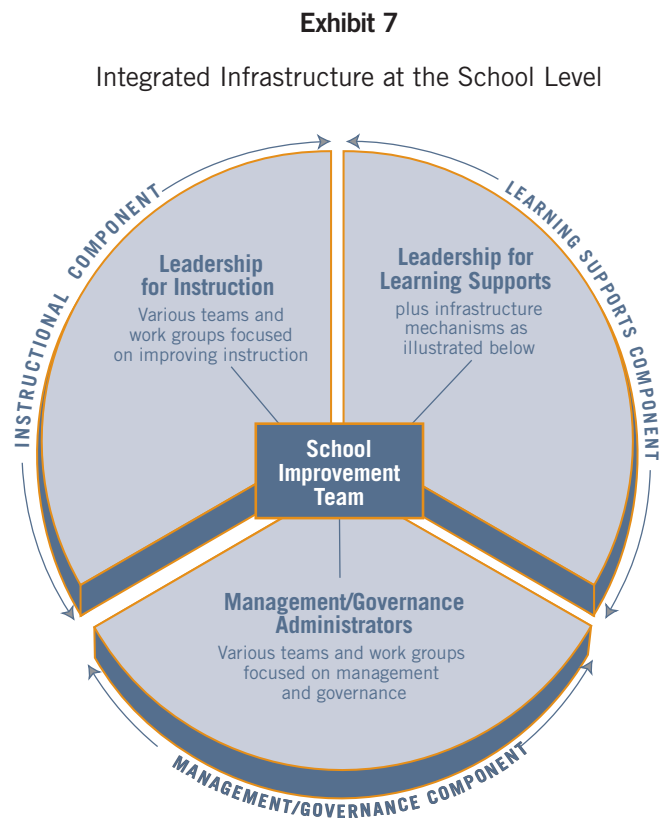 Exhibit 7
Integrated Infrastructure at the School Level
INSTRUCTIONAL COMPONENT
LEARNING SUPPORTS COMPONENT
Leadership
for Instruction
Various teams and
work groups focused
on improving instruction
Leadership for
Learning Supports
plus infrastructure
mechanisms as
illustrated below
School
Improvement
Team
Management/Governance
Administrators
Various teams and work groups
focused on management
and governance
MANAGEMENT/GOVERNANCE COMPONENT